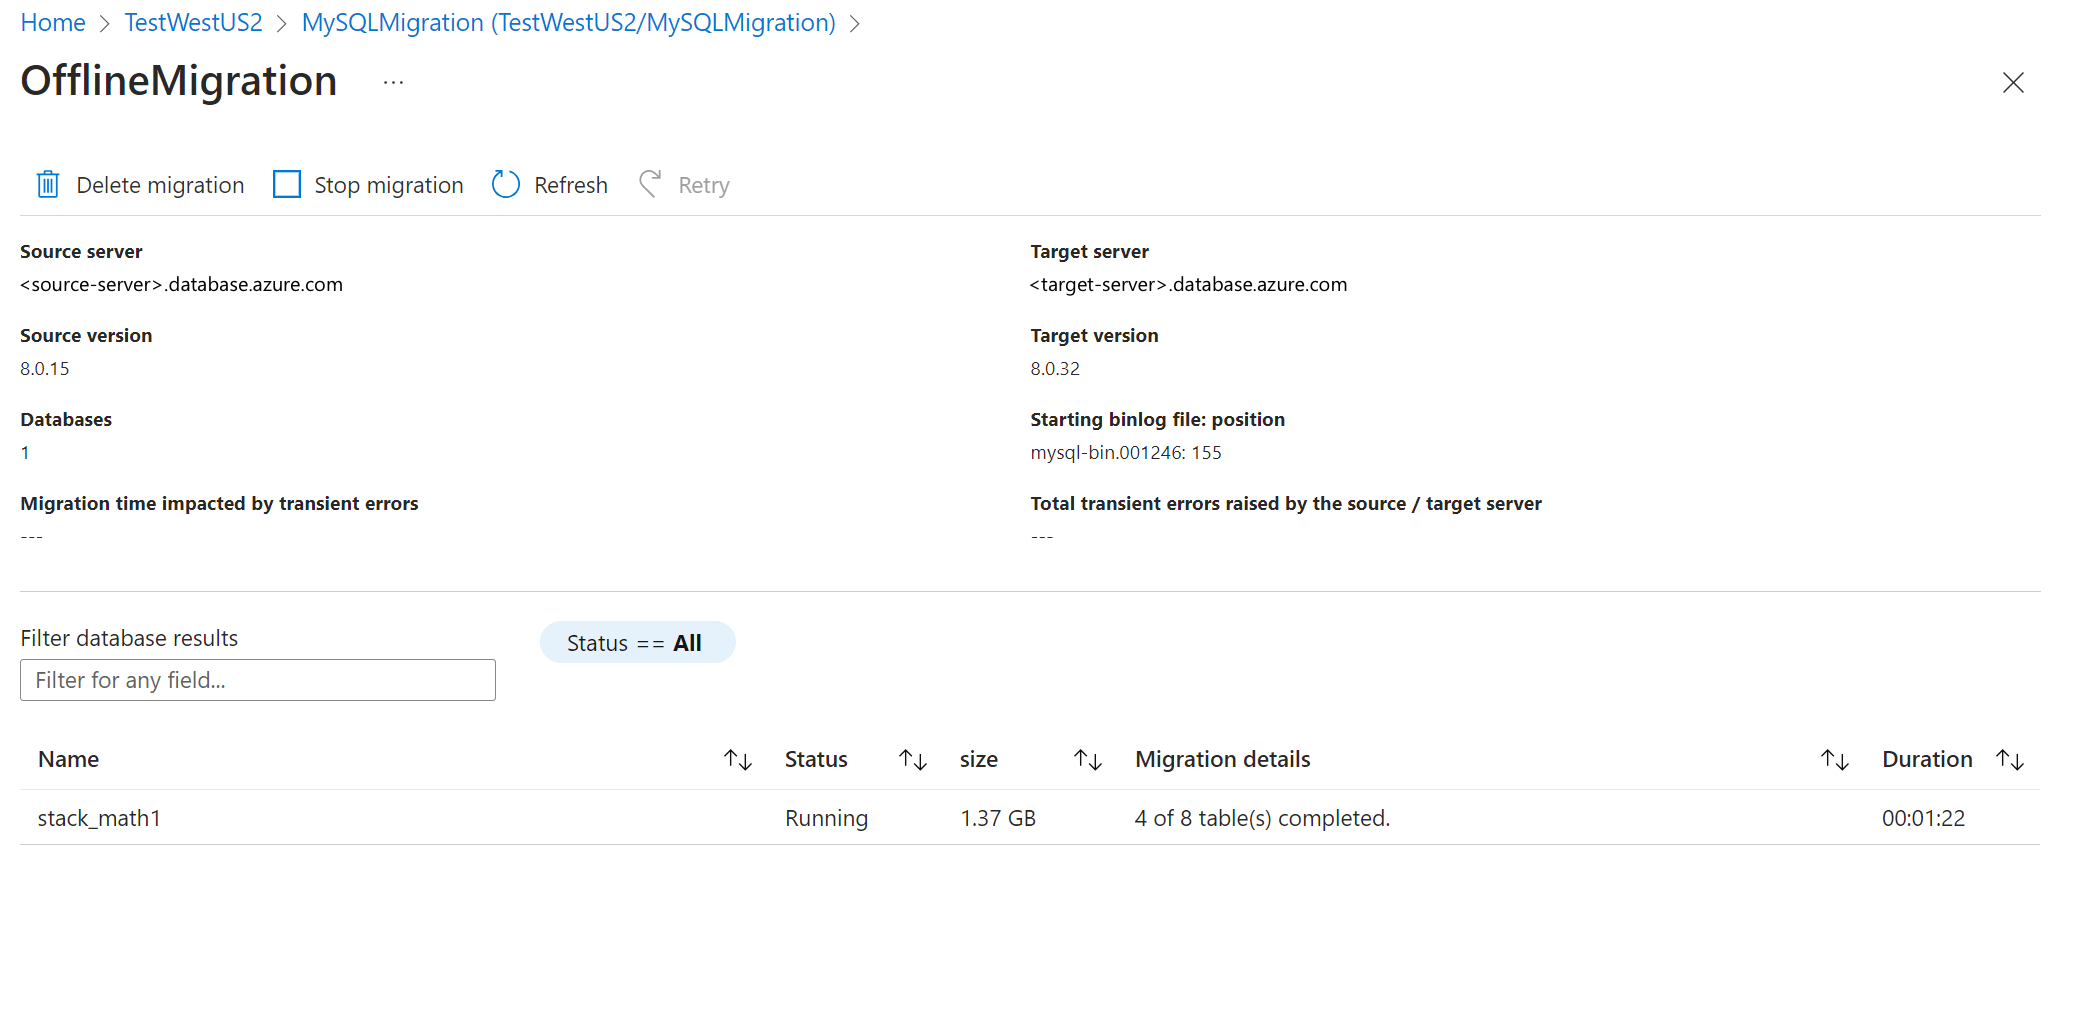 Home > TestWestUS2 > MySQLMigration (TestWestUS2/MySQLMigration) >
OfflineMigration ...
Delete migration Stop migration Refresh Retry
Source server
<source-server>.database.azure.com
Source version
8.0.15
Databases
1
Migration time impacted by transient errors
---
Target server
<target-server>.database.azure.com
Target version
8.0.32
Starting binlog file: position
mysql-bin.001246: 155
Total transient errors raised by the source / target server
---
Filter database results
Filter for any field...
Status == All
Name Status size Migration details Duration
stack_math1 Running 1.37 GB 4 of 8 table(s) completed. 00:01:22